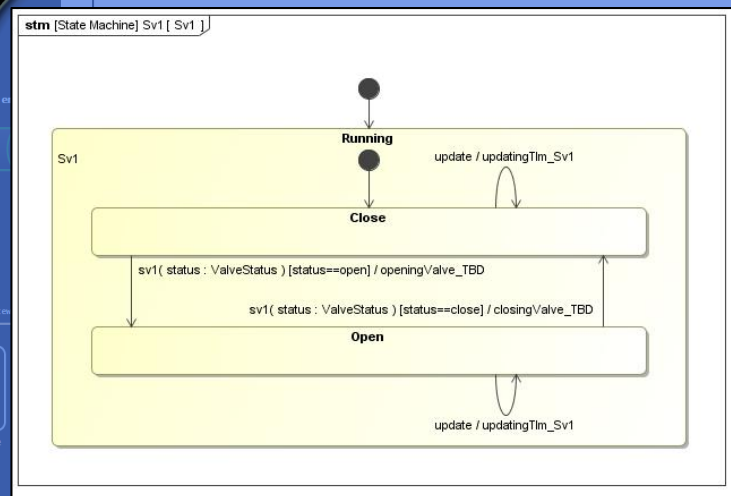 stm [State Machine] Sv1 [ Sv1 ]
Running
Sv1
update / updatingTlm_Sv1
Close
sv1( status : ValveStatus ) [status==open] / openingValve_TBD
sv1( status : ValveStatus ) [status==close] / closingValve_TBD
Open
update / updatingTlm_Sv1